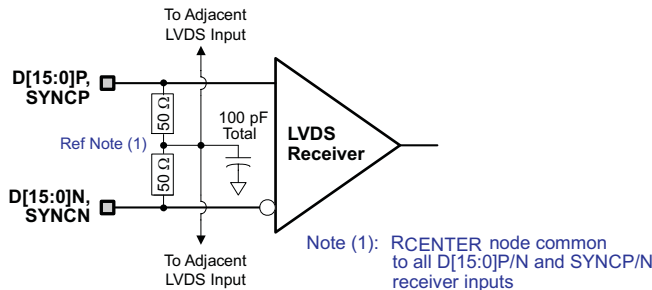 To Adjacent
LVDS Input
D[15:0]P,
SYNCP
50 Ω
100 pF
Total
LVDS
Receiver
Ref Note (1)
50 Ω
D[15:0]N,
SYNCN
To Adjacent
LVDS Input
Note (1): RCENTER node common
to all D[15:0]P/N and SYNCP/N
receiver inputs